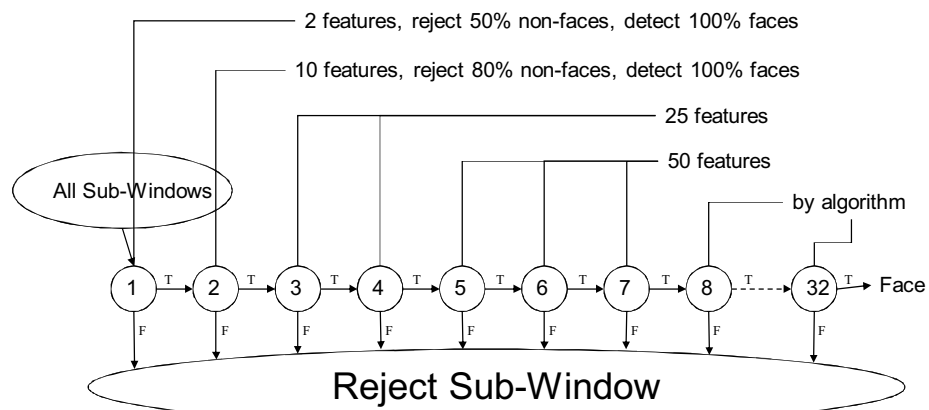 2 features, reject 50% non-faces, detect 100% faces
10 features, reject 80% non-faces, detect 100% faces
25 features
50 features
All Sub-Windows
by algorithm
1 T 2 T 3 T 4 T 5 T 6 T 7 T 8 T 32 T Face
F F F F F F F F F
Reject Sub-Window